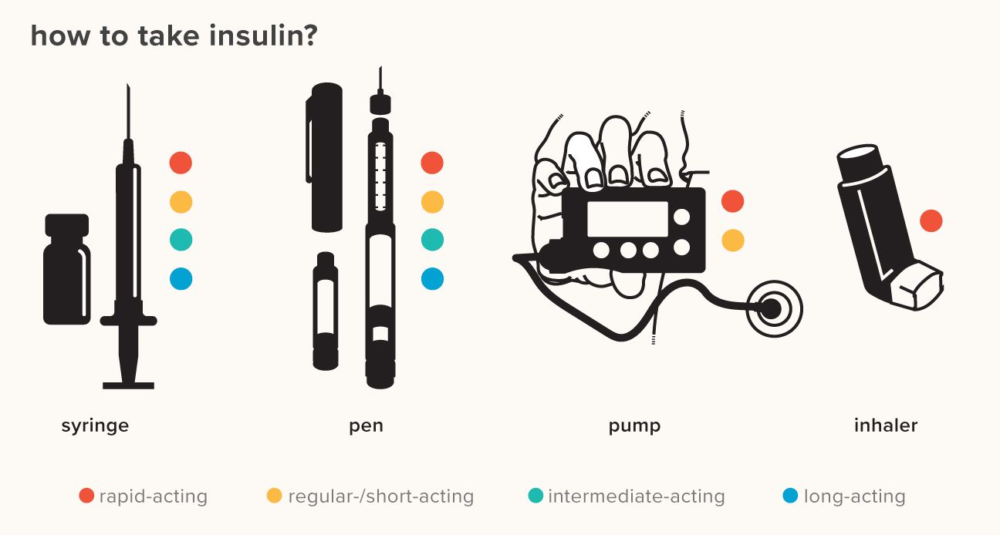 how to take insulin?
syringe
pen
pump
inhaler
rapid-acting
regular-/short-acting
intermediate-acting
long-acting